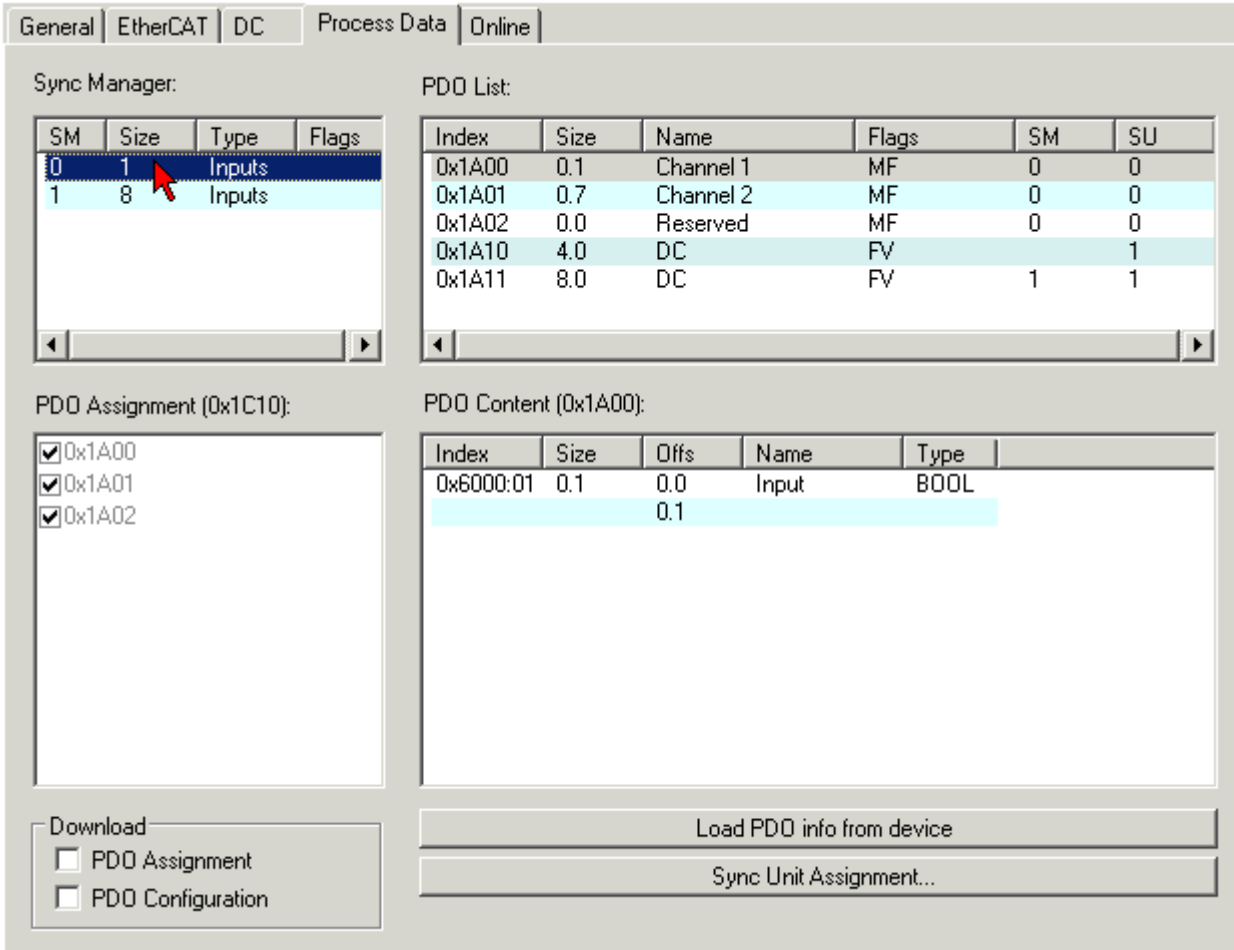 General EtherCAT DC Process Data Online
Sync Manager:
SM Size Type Flags
0 1 Inputs
1 8 Inputs
PDO List:
Index Size Name Flags SM SU
0x1A00 0.1 Channel 1 MF 0 0
0x1A01 0.7 Channel 2 MF 0 0
0x1A02 0.0 Reserved MF 0 0
0x1A10 4.0 DC FV 1
0x1A11 8.0 DC FV 1 1
PDO Assignment (0x1C10):
0x1A00
0x1A01
0x1A02
PDO Content (0x1A00):
Index Size Offs Name Type
0x6000:01 0.1 0.0 Input BOOL
0.1
Download
PDO Assignment
PDO Configuration
Load PDO info from device
Sync Unit Assignment...